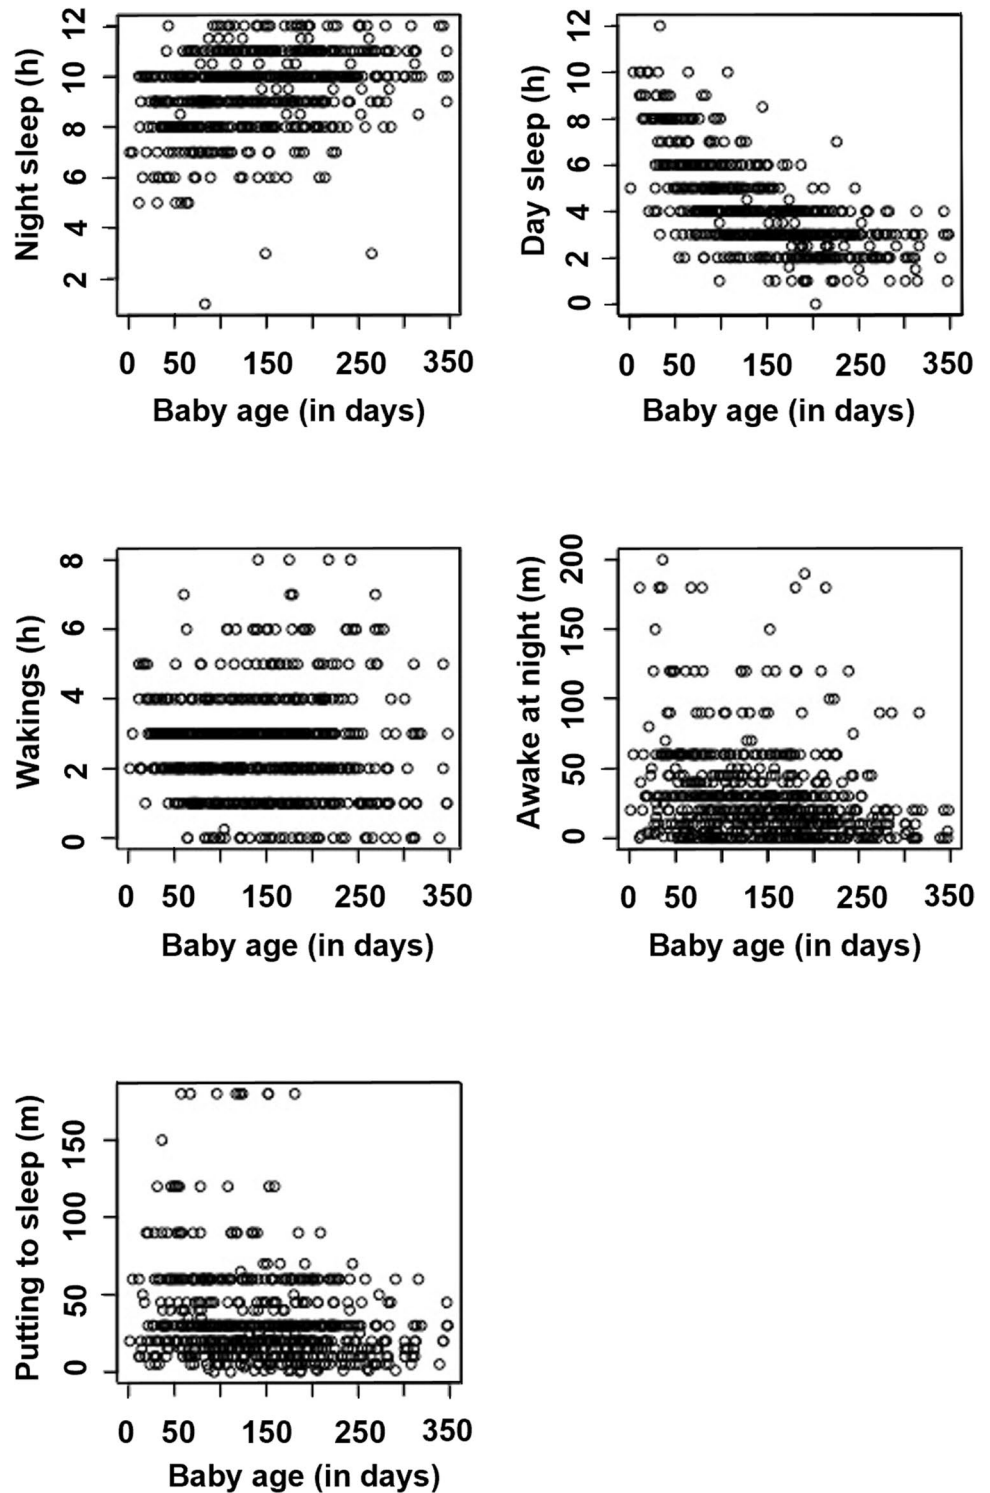 Night sleep (h)
12
10
8
6
4
2
0 50 150 250 350
Baby age (in days)
Day sleep (h)
12
10
8
6
4
2
0
0 50 150 250 350
Baby age (in days)
Wakings (h)
8
6
4
2
0
0 50 150 250 350
Baby age (in days)
Awake at night (m)
200
150
100
50
0
0 50 150 250 350
Baby age (in days)
Putting to sleep (m)
150
100
50
0
0 50 150 250 350
Baby age (in days)